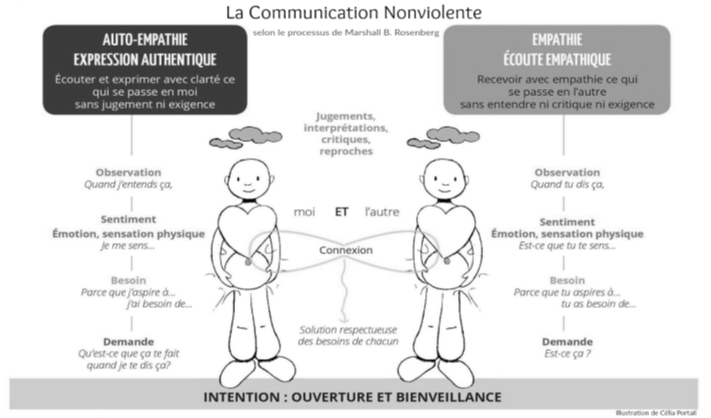 La Communication Nonviolente
selon le processus de Marshall B. Rosenberg
AUTO-EMPATHIE
EXPRESSION AUTHENTIQUE
Écouter et exprimer avec clarté ce
qui se passe en moi
sans jugement ni exigence
EMPATHIE
ÉCOUTE EMPATHIQUE
Recevoir avec empathie ce qui
se passe en l'autre
sans entendre ni critique ni exigence
Jugements,
interprétations,
critiques,
reproches
Observation
Quand j'entends ça,
Sentiment
Émotion, sensation physique
Je me sens...
Besoin
Parce que j'aspire à...
j'ai besoin de...
Demande
Qu'est-ce que ça te fait
quand je te dis ça?
moi ET l'autre
Connexion
Solution respectueuse
des besoins de chacun
Observation
Quand tu dis ça,
Sentiment
Émotion, sensation physique
Est-ce que tu te sens...
Besoin
Parce que tu aspires à...
tu as besoin de...
Demande
Est-ce ça ?
INTENTION : OUVERTURE ET BIENVEILLANCE
Illustration de Célia Portail